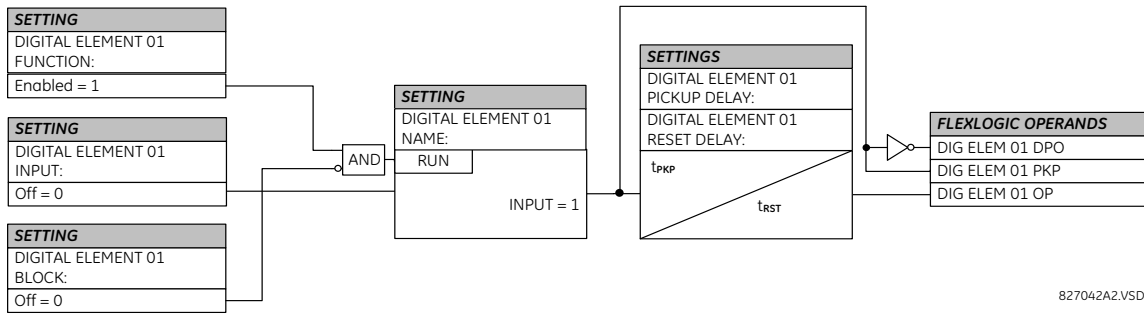 SETTING
DIGITAL ELEMENT 01
FUNCTION:
Enabled = 1
SETTING
DIGITAL ELEMENT 01
INPUT:
Off = 0
SETTING
DIGITAL ELEMENT 01
BLOCK:
Off = 0
AND
SETTING
DIGITAL ELEMENT 01
NAME:
RUN
INPUT = 1
SETTINGS
DIGITAL ELEMENT 01
PICKUP DELAY:
DIGITAL ELEMENT 01
RESET DELAY:
tPKP
tRST
FLEXLOGIC OPERANDS
DIG ELEM 01 DPO
DIG ELEM 01 PKP
DIG ELEM 01 OP
827042A2.VSD